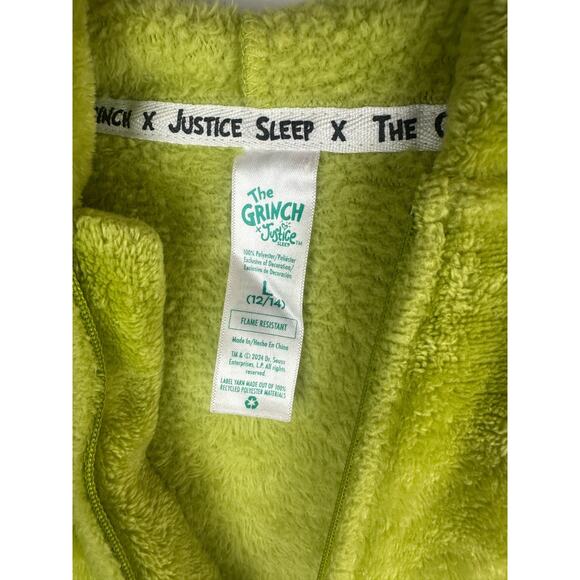 GRINCH X JUSTICE SLEEP X THE
The
GRINCH
x Justice
SLEEP TM
100% Polyester/Poliéster
Exclusive of Decoration/
Exclusivo de Decoración
L
(12/14)
FLAME RESISTANT
Made in/Hecho En China
TM & © 2024 Dr. Seuss
Enterprises, L.P. All rights
reserved
LABEL YARN MADE OUT OF 100%
RECYCLED POLYESTER MATERIALS